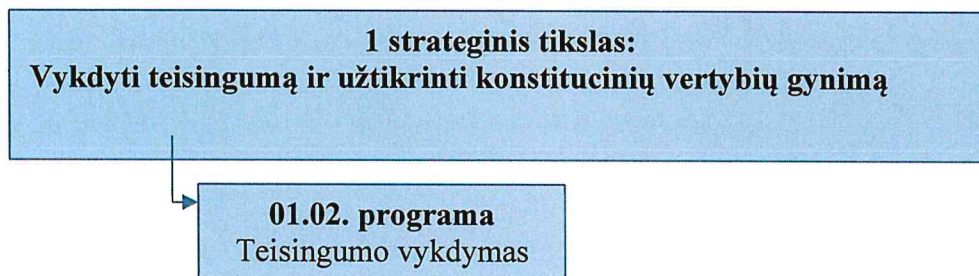 1 strateginis tikslas:
Vykdyti teisingumą ir užtikrinti konstitucinių vertybių gynimą
01.02. programa
Teisingumo vykdymas